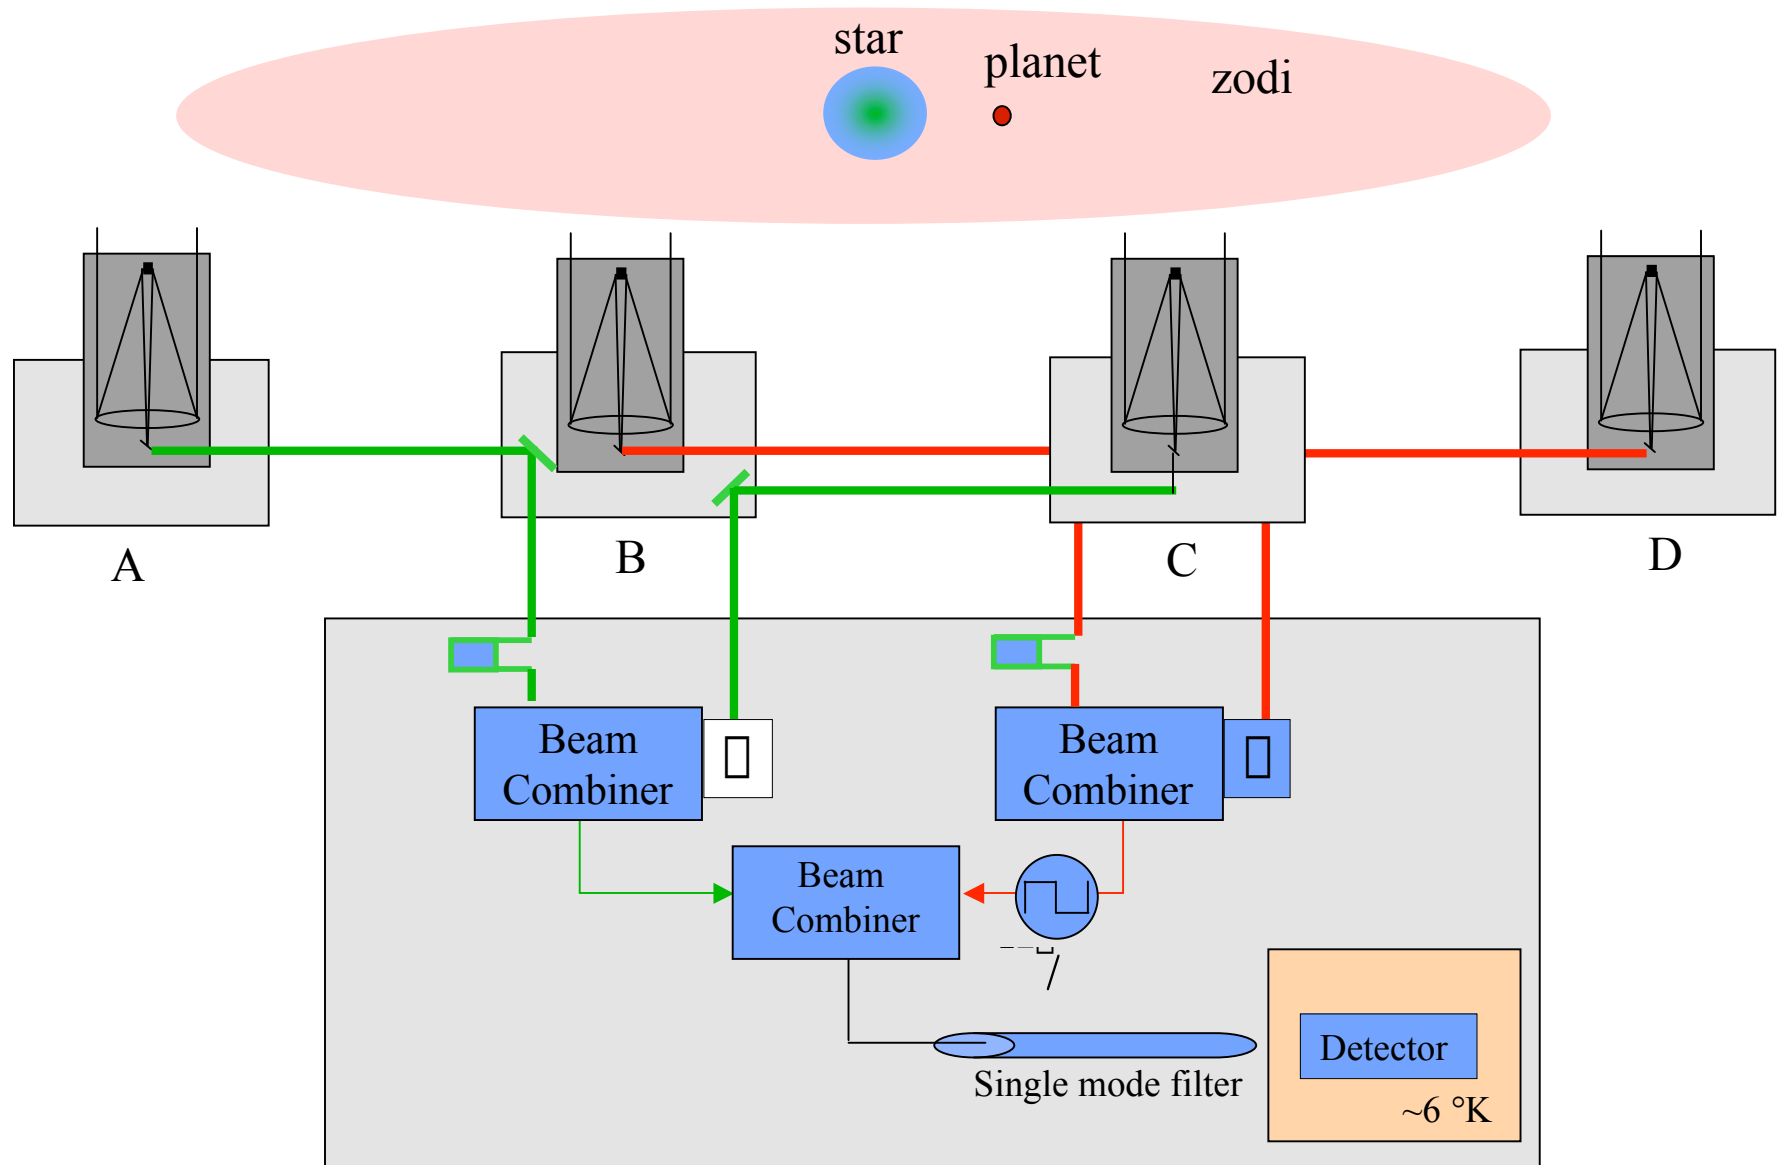 star
planet
zodi
A
B
C
D
Beam
Combiner
Beam
Combiner
Beam
Combiner
Single mode filter
Detector
~6 °K